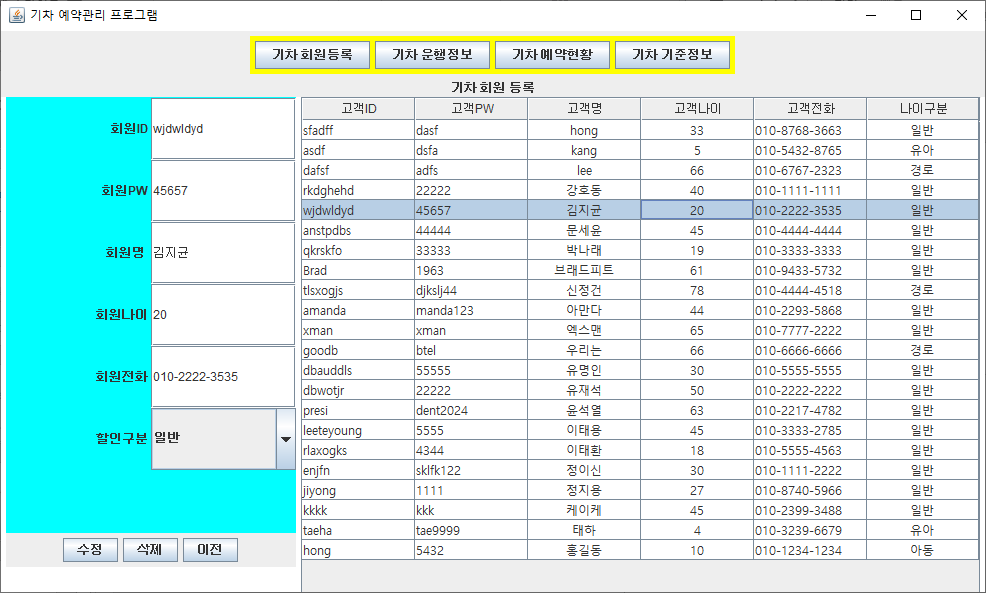 기차 예약관리 프로그램
기차 회원등록 기차 운행정보 기차 예약현황 기차 기준정보
기차 회원 등록
회원ID wjdwldyd
회원PW 45657
회원명 김지균
회원나이 20
회원전화 010-2222-3535
할인구분 일반
수정 삭제 이전
고객ID 고객PW 고객명 고객나이 고객전화 나이구분
sfadff dasf hong 33 010-8768-3663 일반
asdf dsfa kang 5 010-5432-8765 유아
dafsf adfs lee 66 010-6767-2323 경로
rkdghehd 22222 강호동 40 010-1111-1111 일반
wjdwldyd 45657 김지균 20 010-2222-3535 일반
anstpdbs 44444 문세윤 45 010-4444-4444 일반
qkrskfo 33333 박나래 19 010-3333-3333 일반
Brad 1963 브래드피트 61 010-9433-5732 일반
tlsxogjs djkslj44 신정건 78 010-4444-4518 경로
amanda manda123 아만다 44 010-2293-5868 일반
xman xman 엑스맨 65 010-7777-2222 일반
goodb btel 우리는 66 010-6666-6666 경로
dbauddls 55555 유명인 30 010-5555-5555 일반
dbwotjr 22222 유재석 50 010-2222-2222 일반
presi dent2024 윤석열 63 010-2217-4782 일반
leeteyoung 5555 이태용 45 010-3333-2785 일반
rlaxogks 4344 이태환 18 010-5555-4563 일반
enjfn sklfk122 정이신 30 010-1111-2222 일반
jiyong 1111 정지용 27 010-8740-5966 일반
kkkk kkk 케이케 45 010-2399-3488 일반
taeha tae9999 태하 4 010-3239-6679 유아
hong 5432 홍길동 10 010-1234-1234 아동